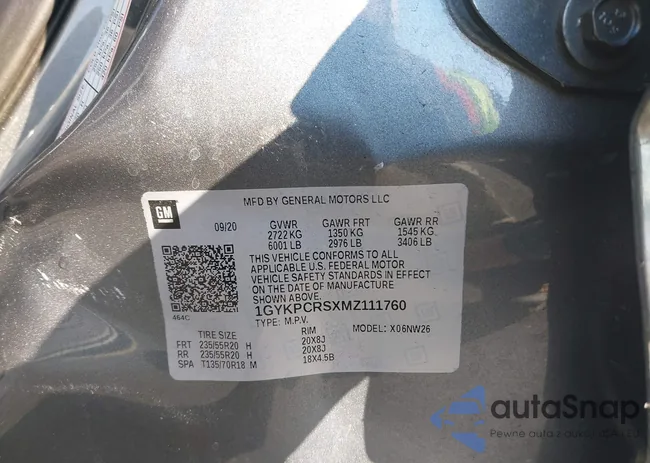 MFD BY GENERAL MOTORS LLC
GM
09/20
GVWR GAWR FRT GAWR RR
2722 KG 1350 KG 1545 KG
6001 LB 2976 LB 3406 LB
THIS VEHICLE CONFORMS TO ALL
APPLICABLE U.S. FEDERAL MOTOR
VEHICLE SAFETY STANDARDS IN EFFECT
ON THE DATE OF MANUFACTURE
SHOWN ABOVE.
1GYKPCRSXMZ111760
464C
TYPE: M.P.V. MODEL: X06NW26
TIRE SIZE RIM
FRT 235/55R20 H 20X8J
RR 235/55R20 H 20X8J
SPA T135/70R18 M 18X4.5B
autaSnap
Pewne auta z